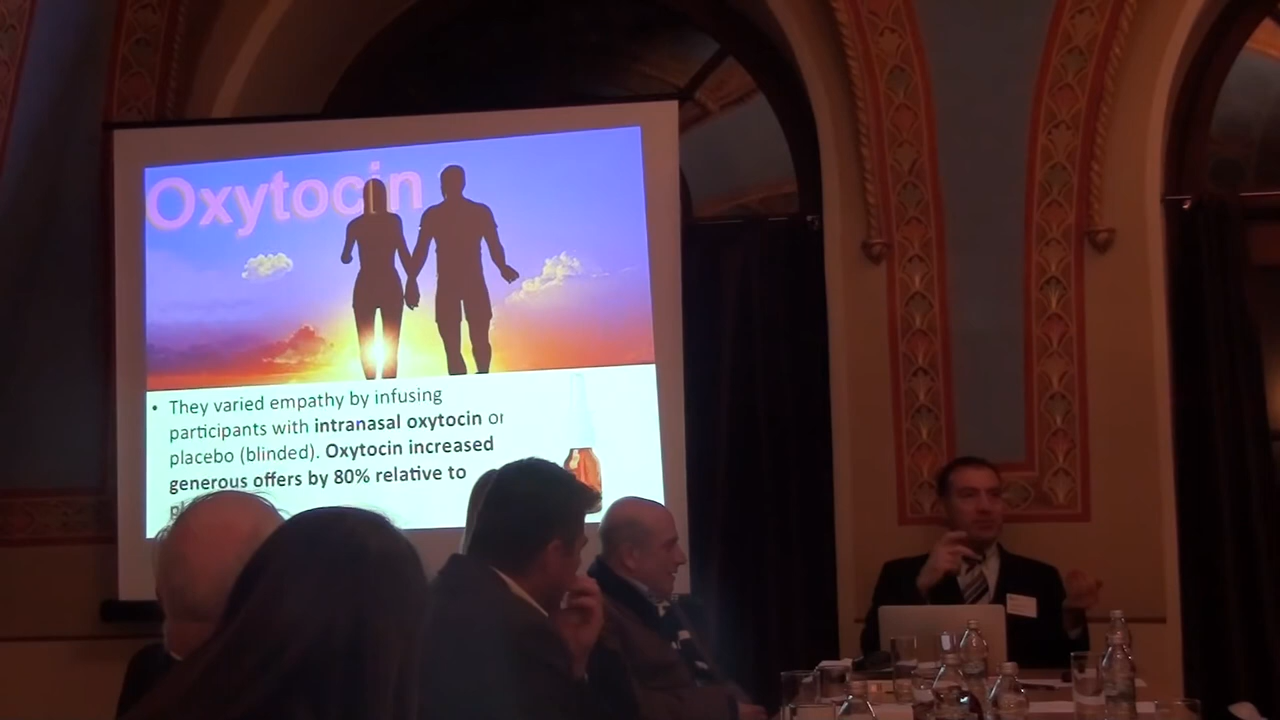 Oxytocin
• They varied empathy by infusing
participants with intranasal oxytocin or
placebo (blinded). Oxytocin increased
generous offers by 80% relative to